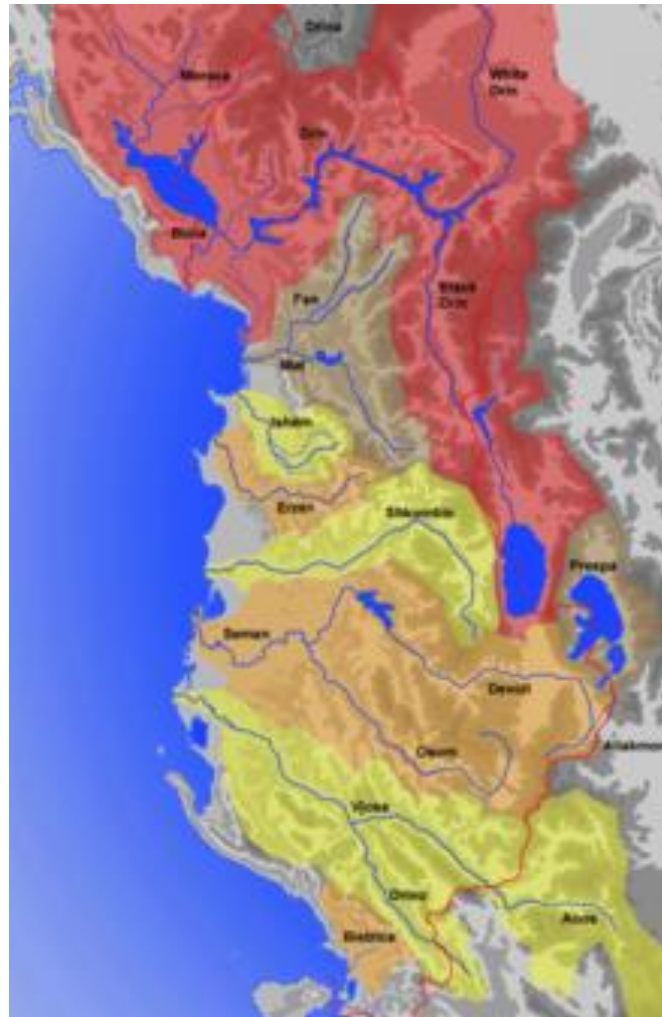 Drina
Moraca
White
Drin
Drin
Buna
Black
Drin
Fan
Mat
Ishëm
Erzen
Shkumbin
Prespa
Seman
Devoll
Osum
Aliakmon
Vjosa
Drino
Aoos
Bistrica